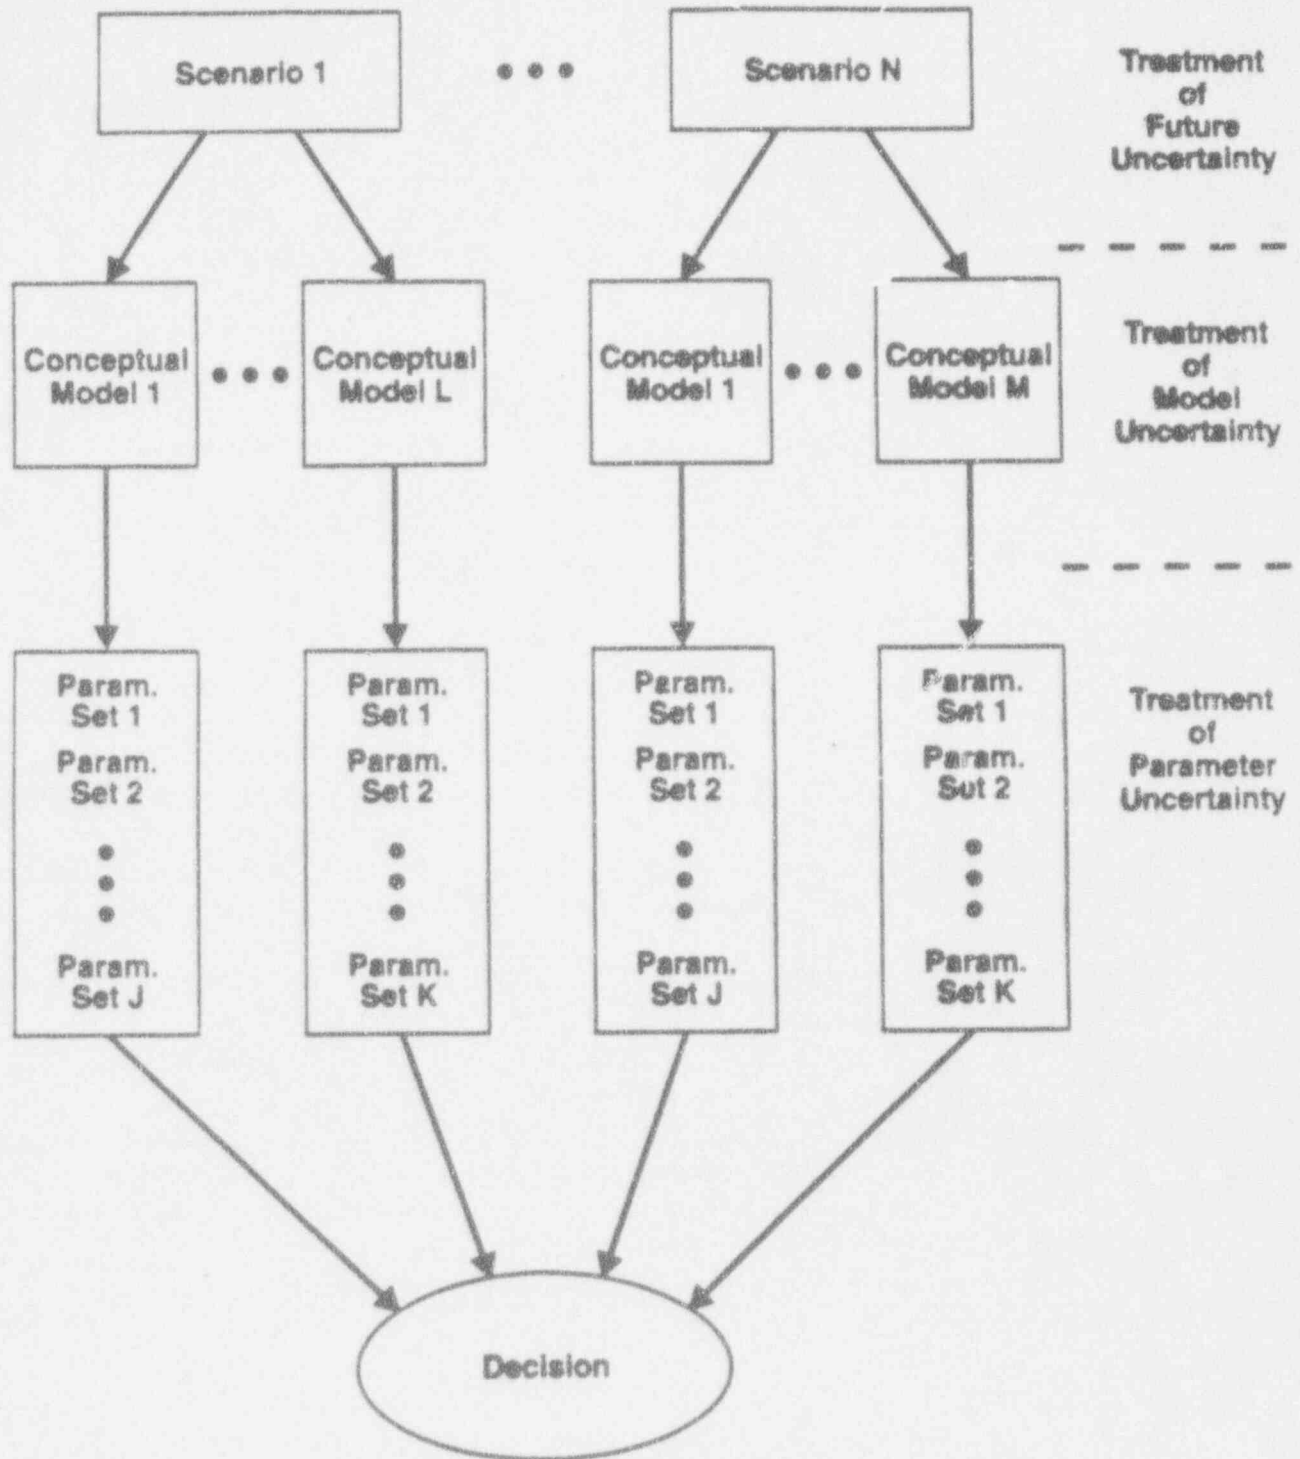 Scenario 1
• • •
Scenario N
Treatment
of
Future
Uncertainty
Conceptual
Model 1
• • •
Conceptual
Model L
Conceptual
Model 1
• • •
Conceptual
Model M
Treatment
of
Model
Uncertainty
Param.
Set 1
Param.
Set 2
Param.
Set J
Param.
Set 1
Param.
Set 2
Param.
Set K
Param.
Set 1
Param.
Set 2
Param.
Set J
Param.
Set 1
Param.
Set 2
Param.
Set K
Treatment
of
Parameter
Uncertainty
Decision